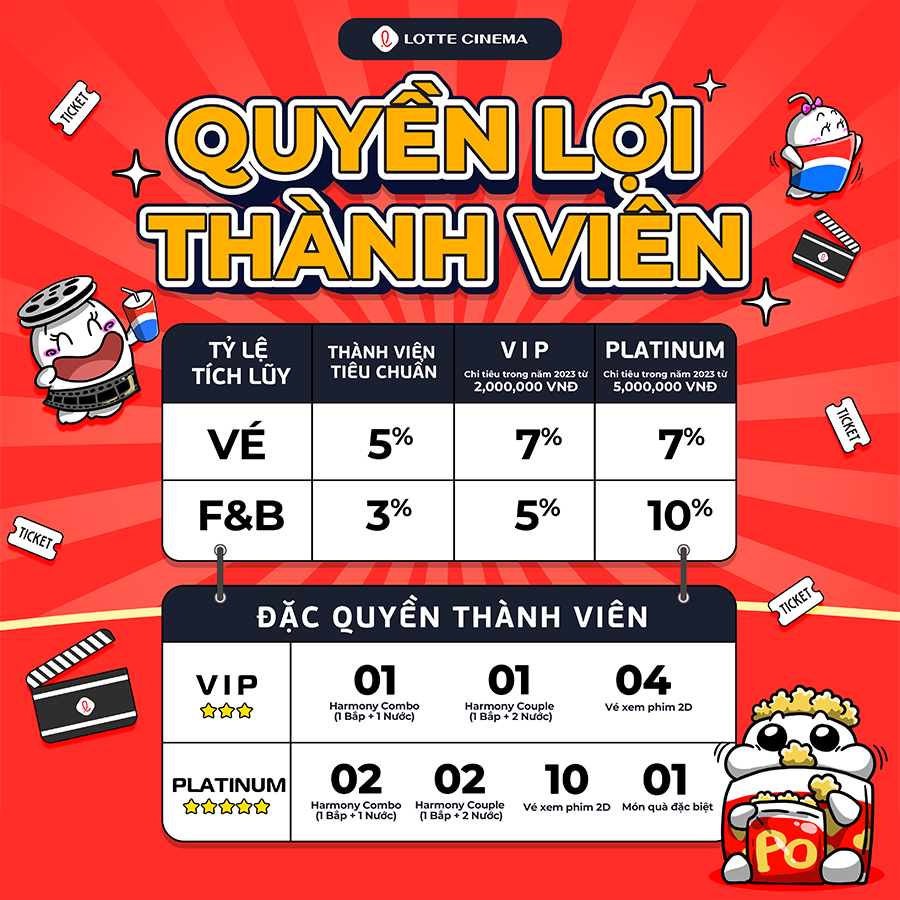 LOTTE CINEMA
TICKET
QUYỀN LỢI
THÀNH VIÊN
TỶ LỆ
TÍCH LŨY
THÀNH VIÊN
TIÊU CHUẨN
VIP
Chi tiêu trong năm 2023 từ
2,000,000 VNĐ
PLATINUM
Chi tiêu trong năm 2023 từ
5,000,000 VNĐ
VÉ 5% 7% 7%
TICKET
F&B 3% 5% 10%
TICKET
TICKET
ĐẶC QUYỀN THÀNH VIÊN
VIP
01
Harmony Combo
(1 Bắp + 1 Nước)
01
Harmony Couple
(1 Bắp + 2 Nước)
04
Vé xem phim 2D
PLATINUM
02
Harmony Combo
(1 Bắp + 1 Nước)
02
Harmony Couple
(1 Bắp + 2 Nước)
10
Vé xem phim 2D
01
Món quà đặc biệt
PO